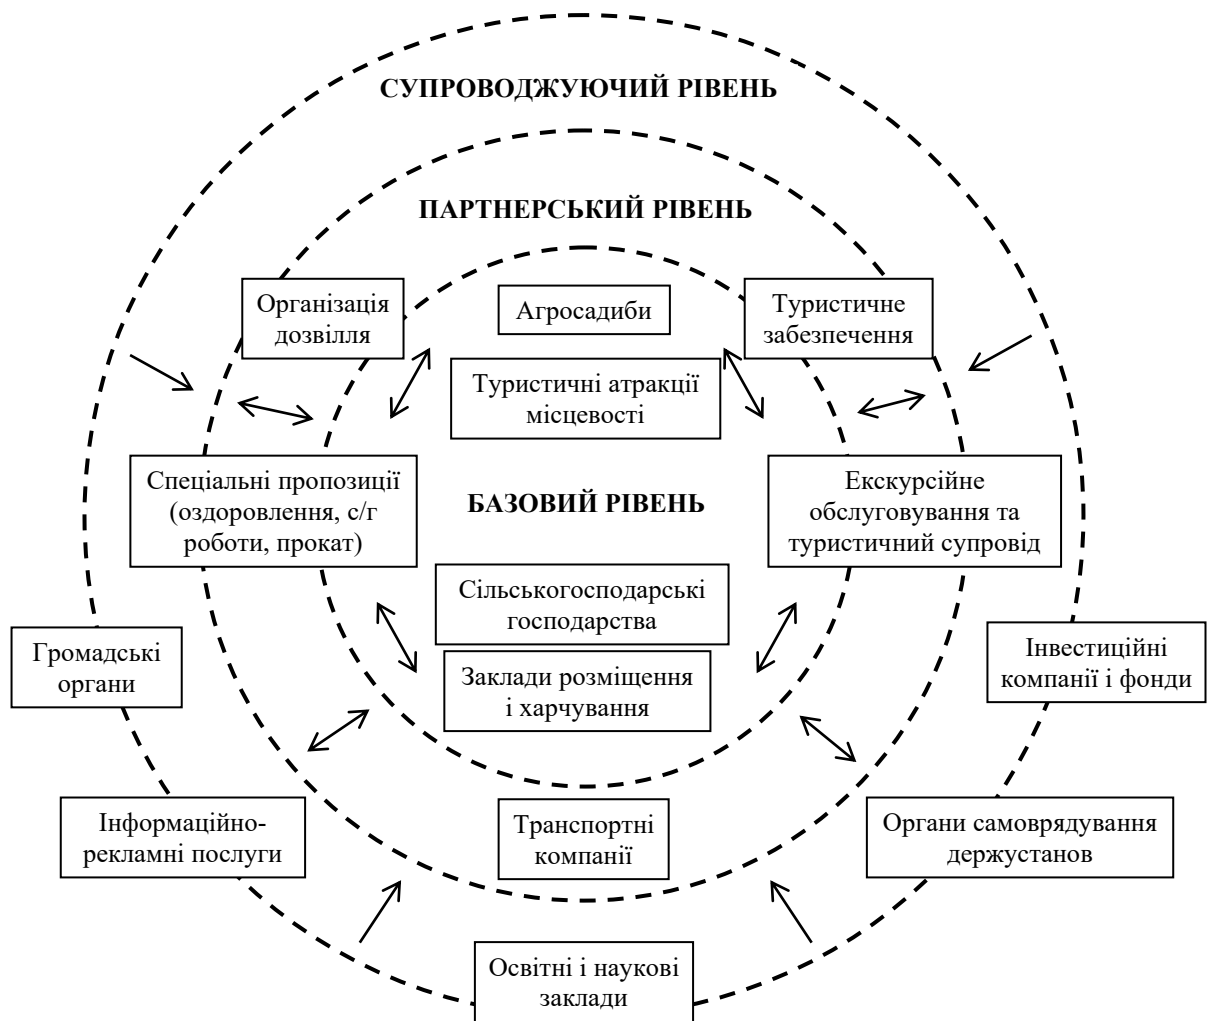 СУПРОВОДЖУЮЧИЙ РІВЕНЬ
ПАРТНЕРСЬКИЙ РІВЕНЬ
Організація
дозвілля
Агросадиби
Туристичне
забезпечення
Туристичні атракції
місцевості
Спеціальні пропозиції
(оздоровлення, с/г
роботи, прокат)
БАЗОВИЙ РІВЕНЬ
Екскурсійне
обслуговування та
туристичний супровід
Сільськогосподарські
господарства
Громадські
органи
Заклади розміщення
і харчування
Інвестиційні
компанії і фонди
Інформаційно-
рекламні послуги
Транспортні
компанії
Органи самоврядування
держустанов
Освітні і наукові
заклади